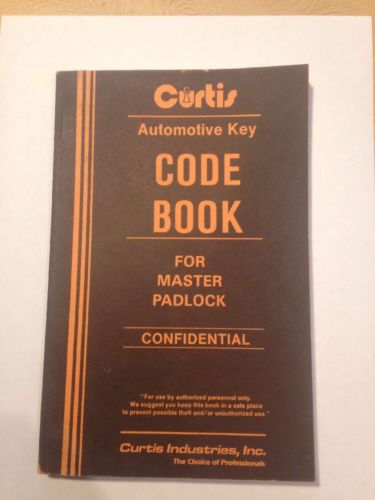 Curtis
Automotive Key
CODE
BOOK
FOR
MASTER
PADLOCK
CONFIDENTIAL
"For use by authorized personnel only.
We suggest you keep this book in a safe place
to prevent possible theft and/or unauthorized use."
Curtis Industries, Inc.
The Choice of Professionals